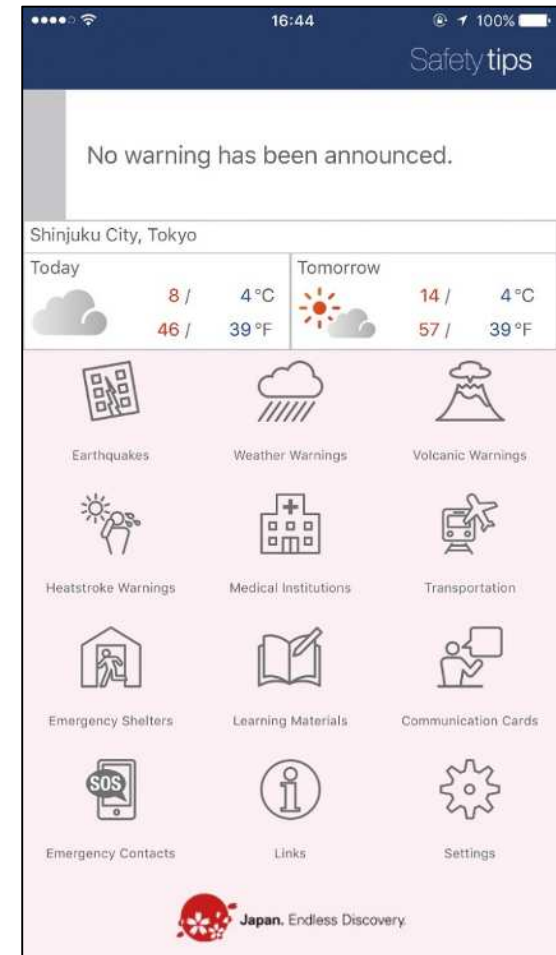 16:44
100%
Safety tips
No warning has been announced.
Shinjuku City, Tokyo
Today
Tomorrow
8 / 4 °C
14 / 4 °C
46 / 39 °F
57 / 39 °F
Earthquakes
Weather Warnings
Volcanic Warnings
Heatstroke Warnings
Medical Institutions
Transportation
Emergency Shelters
Learning Materials
Communication Cards
SOS
Emergency Contacts
Links
Settings
Japan. Endless Discovery.